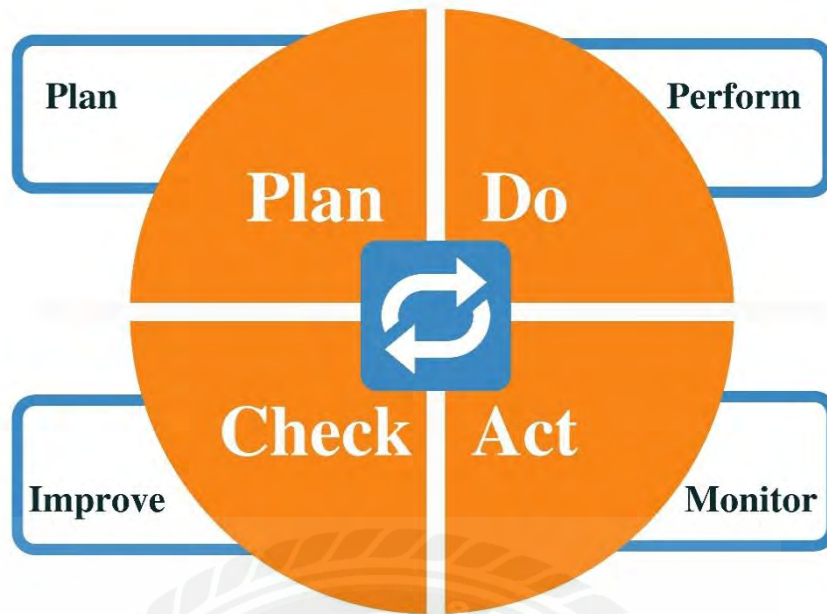 Plan
Perform
Plan
Do
Check
Act
Improve
Monitor